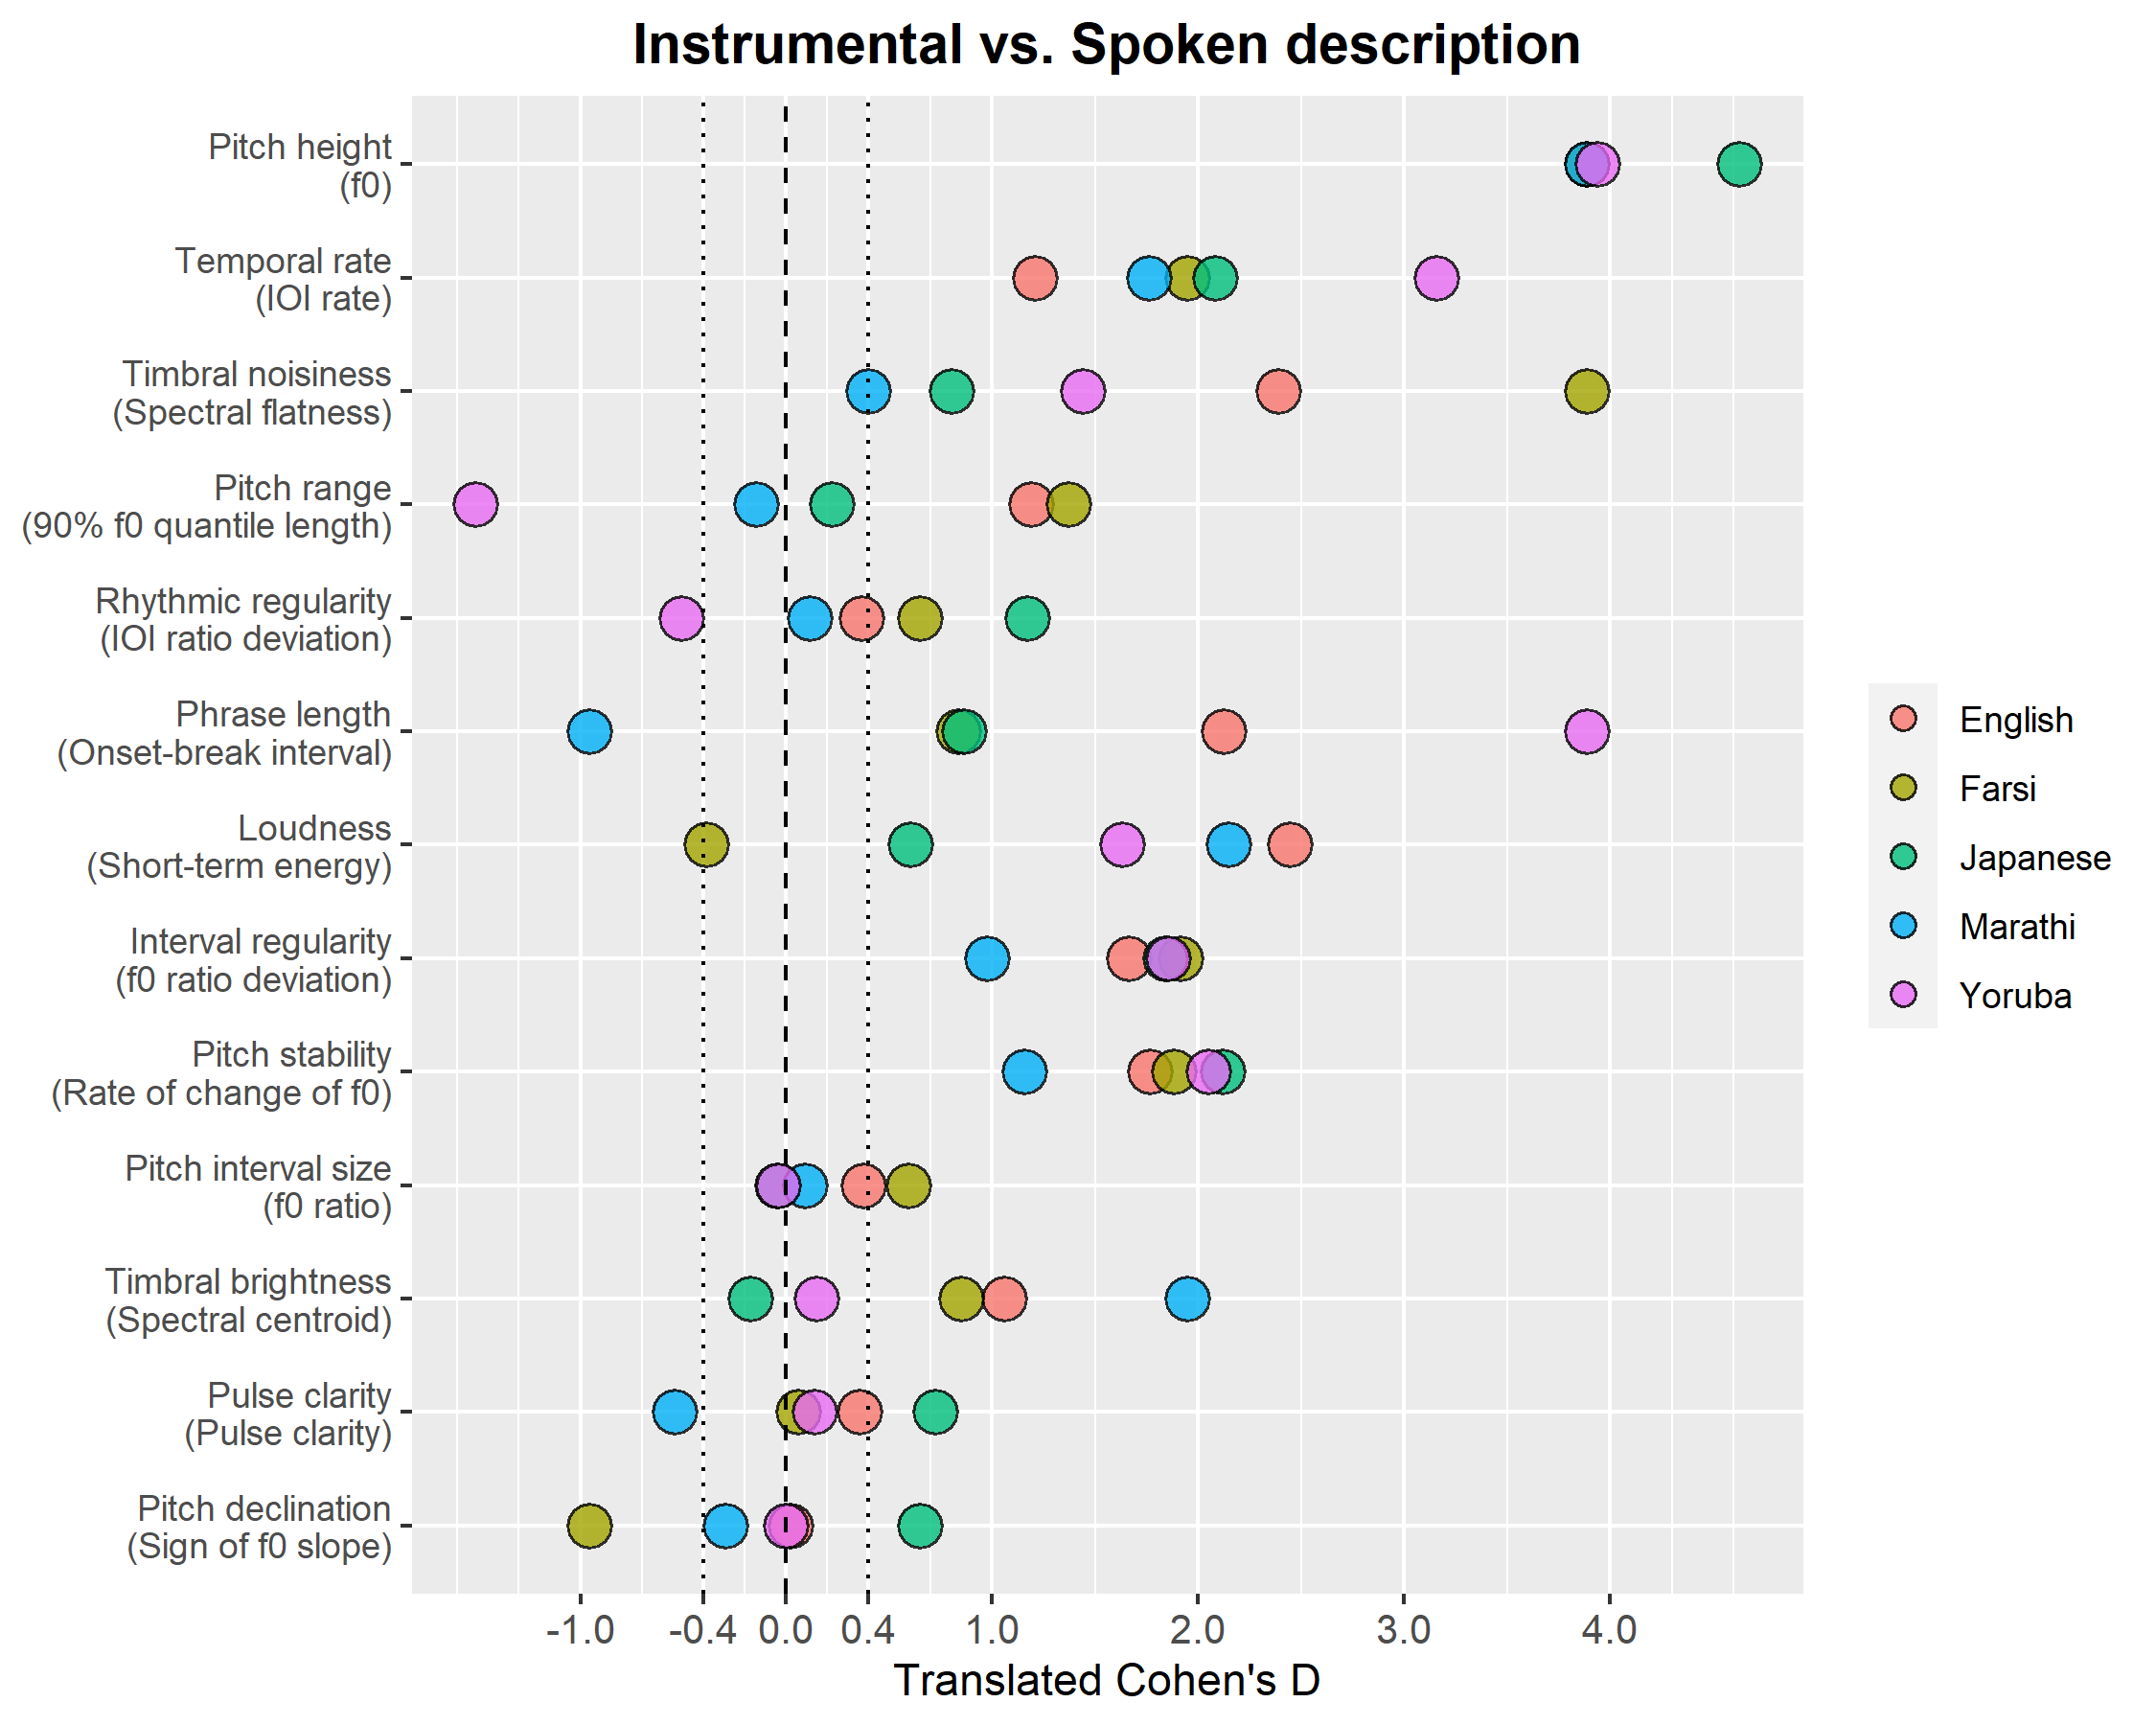 Instrumental vs. Spoken description
Pitch height
(f0)
Temporal rate
(IOI rate)
Timbral noisiness
(Spectral flatness)
Pitch range
(90% f0 quantile length)
Rhythmic regularity
(IOI ratio deviation)
Phrase length
(Onset-break interval)
Loudness
(Short-term energy)
Interval regularity
(f0 ratio deviation)
Pitch stability
(Rate of change of f0)
Pitch interval size
(f0 ratio)
Timbral brightness
(Spectral centroid)
Pulse clarity
(Pulse clarity)
Pitch declination
(Sign of f0 slope)
-1.0 -0.4 0.0 0.4 1.0 2.0 3.0 4.0
Translated Cohen's D
English
Farsi
Japanese
Marathi
Yoruba